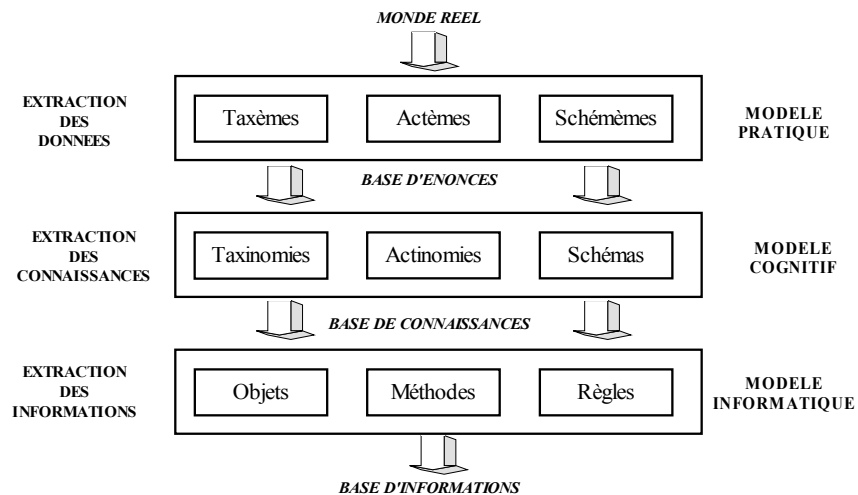 MONDE REEL
EXTRACTION
DES
DONNEES
Taxèmes
Actèmes
Schémèmes
MODELE
PRATIQUE
BASE D'ENONCES
EXTRACTION
DES
CONNAISSANCES
Taxinomies
Actinomies
Schémas
MODELE
COGNITIF
BASE DE CONNAISSANCES
EXTRACTION
DES
INFORMATIONS
Objets
Méthodes
Règles
MODELE
INFORMATIQUE
BASE D'INFORMATIONS